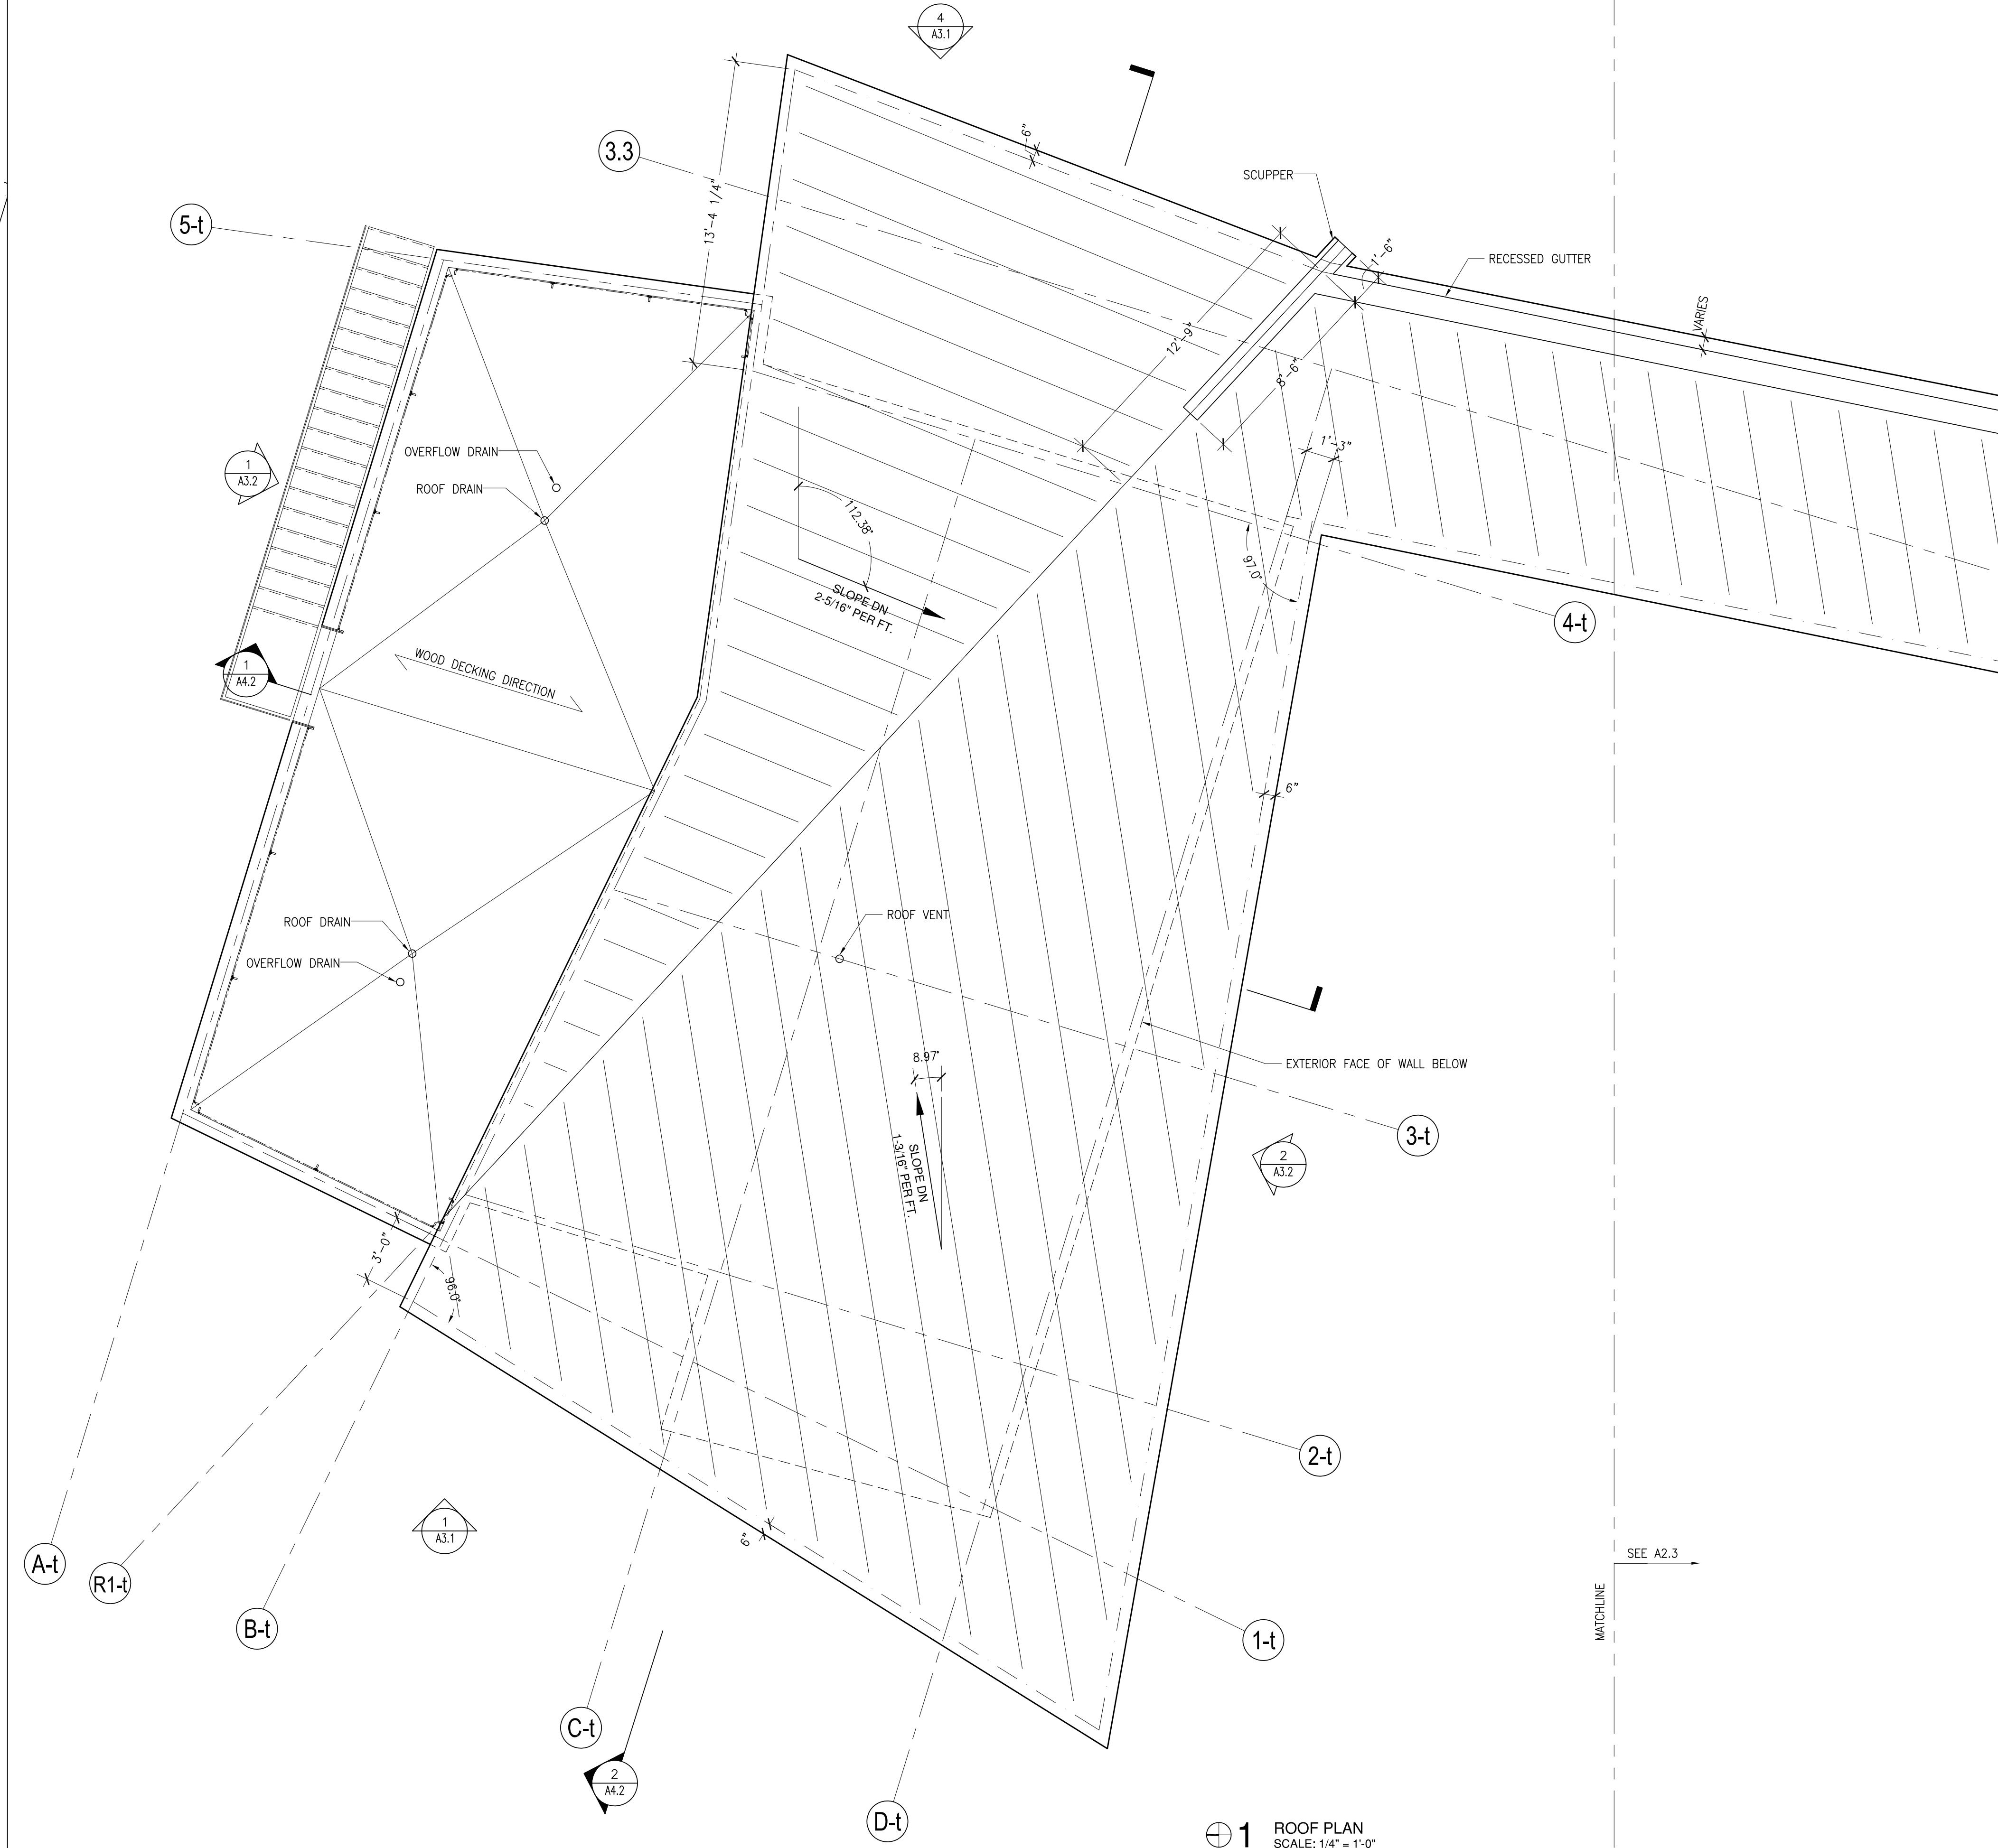 4
A3.1
3.3
6"
SCUPPER
13'-4 1/4"
5-t
1'-6"
RECESSED GUTTER
VARIES
12'-9"
8'-6"
1'-3"
OVERFLOW DRAIN
1
A3.2
ROOF DRAIN
112.38°
97.0°
SLOPE DN
2-5/16" PER FT.
4-t
WOOD DECKING DIRECTION
1
A4.2
6"
ROOF VENT
ROOF DRAIN
OVERFLOW DRAIN
8.97°
EXTERIOR FACE OF WALL BELOW
SLOPE DN
1-3/16" PER FT.
3-t
2
A3.2
3'-0"
96.0°
2-t
1
A3.1
6"
A-t
R1-t
B-t
SEE A2.3
MATCHLINE
1-t
C-t
2
A4.2
D-t
1
ROOF PLAN
SCALE: 1/4" = 1'-0"